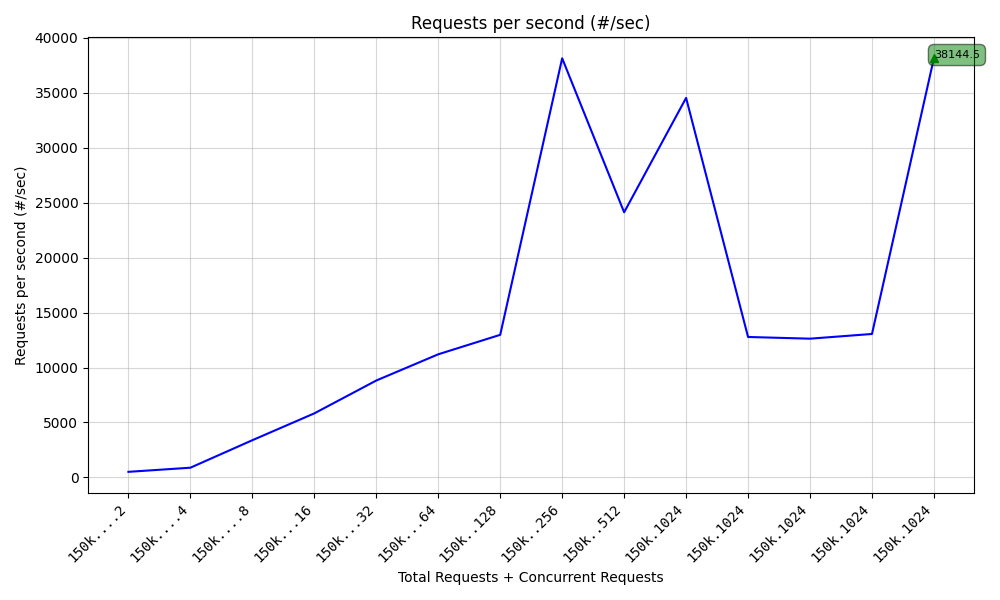 Requests per second (#/sec)
40000
35000
30000
25000
20000
15000
10000
5000
0
Requests per second (#/sec)
38144.5
150k....2
150k....4
150k....8
150k...16
150k...32
150k...64
150k..128
150k..256
150k..512
150k.1024
150k.1024
150k.1024
150k.1024
150k.1024
Total Requests + Concurrent Requests